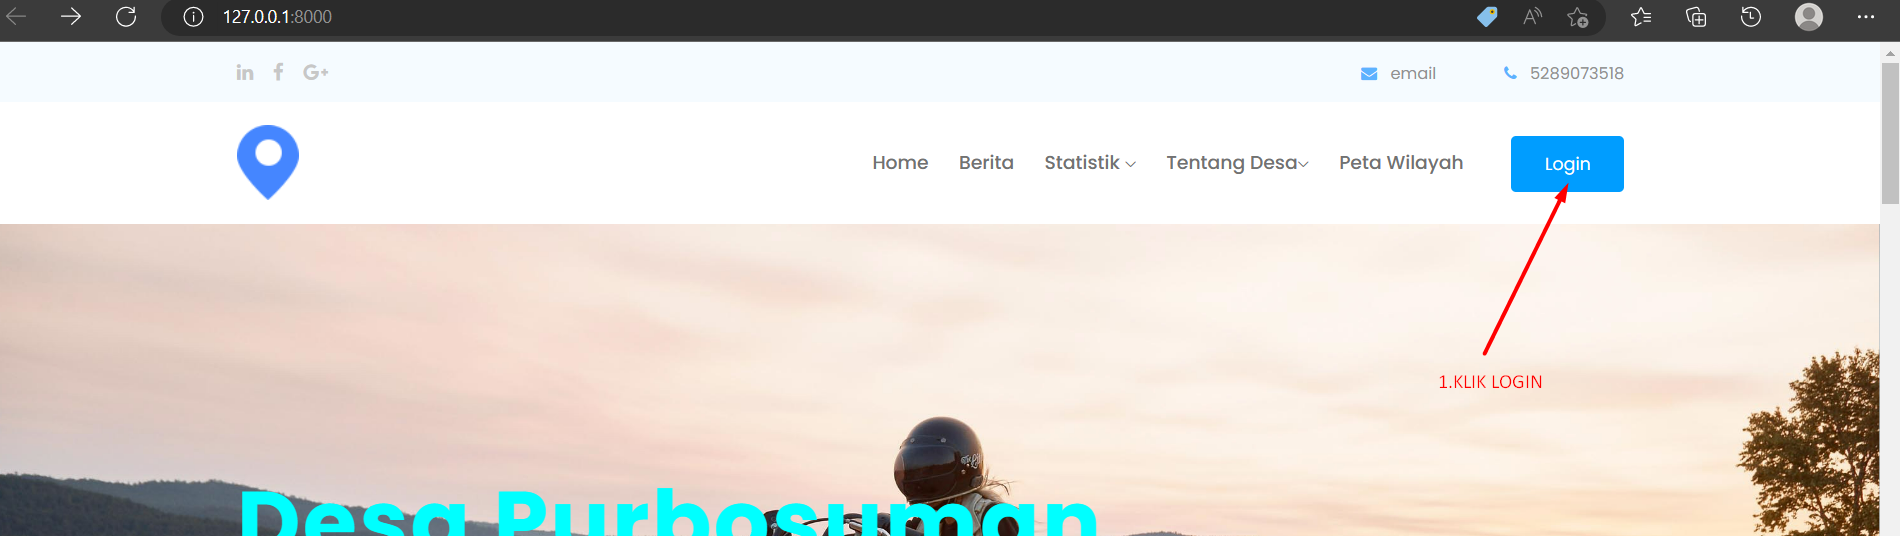 127.0.0.1:8000
email
5289073518
Home
Berita
Statistik
Tentang Desa
Peta Wilayah
Login
1.KLIK LOGIN
Desa Purbosuman